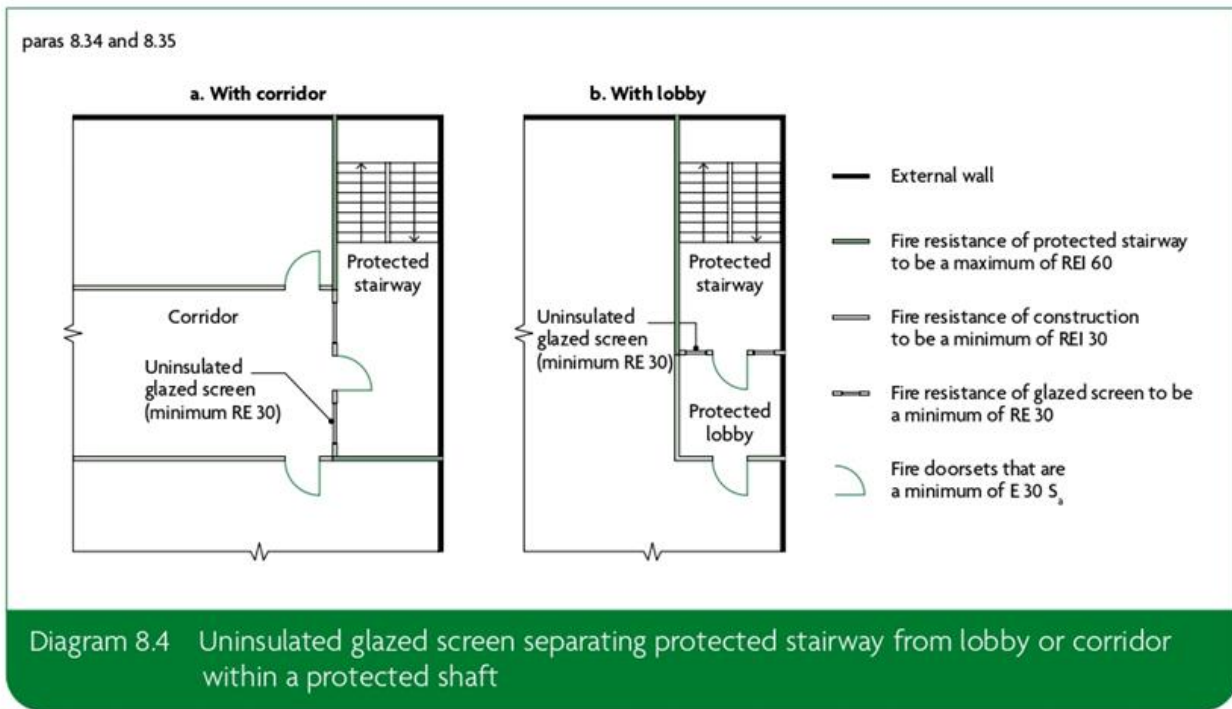 paras 8.34 and 8.35
a. With corridor
b. With lobby
Protected
stairway
Corridor
Uninsulated
glazed screen
(minimum RE 30)
Protected
stairway
Uninsulated
glazed screen
(minimum RE 30)
Protected
lobby
External wall
Fire resistance of protected stairway
to be a maximum of REI 60
Fire resistance of construction
to be a minimum of REI 30
Fire resistance of glazed screen to be
a minimum of RE 30
Fire doorsets that are
a minimum of E 30 Sₐ
Diagram 8.4 Uninsulated glazed screen separating protected stairway from lobby or corridor
within a protected shaft